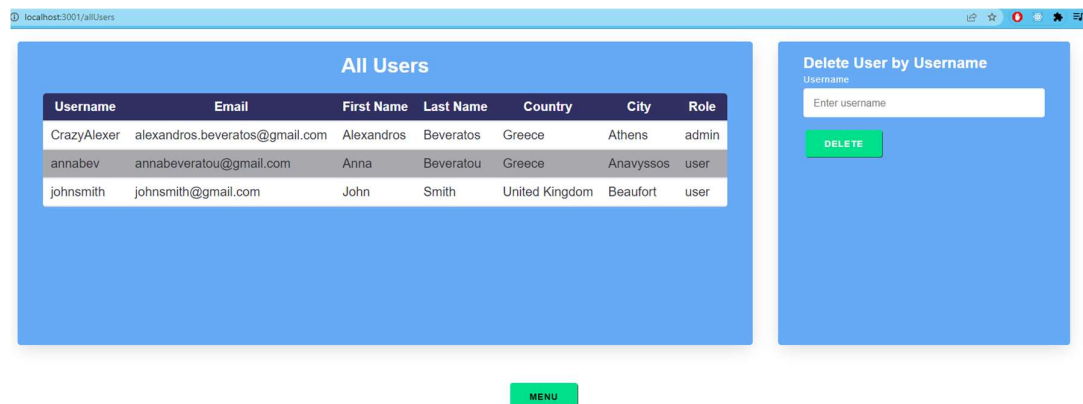 localhost:3001/allUsers
All Users
Username Email First Name Last Name Country City Role
CrazyAlexer alexandros.beveratos@gmail.com Alexandros Beveratos Greece Athens admin
annabev annabeveratou@gmail.com Anna Beveratou Greece Anavyssos user
johnsmith johnsmith@gmail.com John Smith United Kingdom Beaufort user
Delete User by Username
Username
Enter username
DELETE
MENU